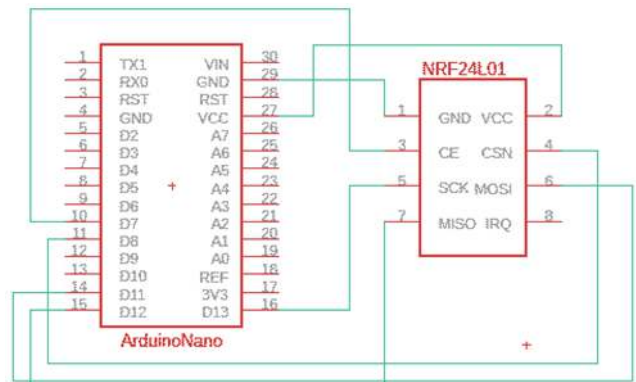 NRF24L01
1 TX1 VIN 30
2 RX0 GND 29
3 RST RST 28
4 GND VCC 27
5 D2 A7 26
6 D3 A6 25
7 D4 A5 24
8 D5 A4 23
9 D6 A3 22
10 D7 A2 21
11 D8 A1 20
12 D9 A0 19
13 D10 REF 18
14 D11 3V3 17
15 D12 D13 16
ArduinoNano
1 GND VCC 2
3 CE CSN 4
5 SCK MOSI 6
7 MISO IRQ 8